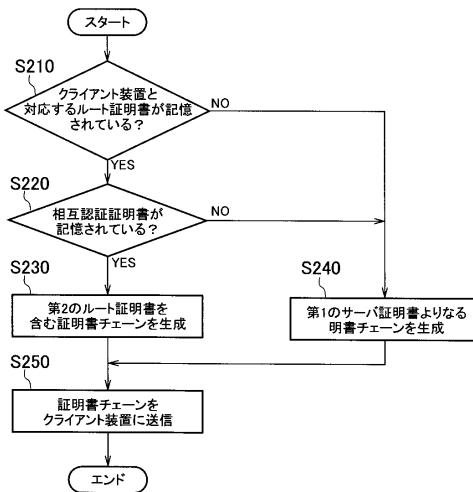 スタート
S210
クライアント装置と
対応するルート証明書が記憶
されている?
NO
YES
S220
相互認証証明書が
記憶されている?
NO
YES
S230
第2のルート証明書を
含む証明書チェーンを生成
S240
第1のサーバ証明書よりなる
明書チェーンを生成
S250
証明書チェーンを
クライアント装置に送信
エンド